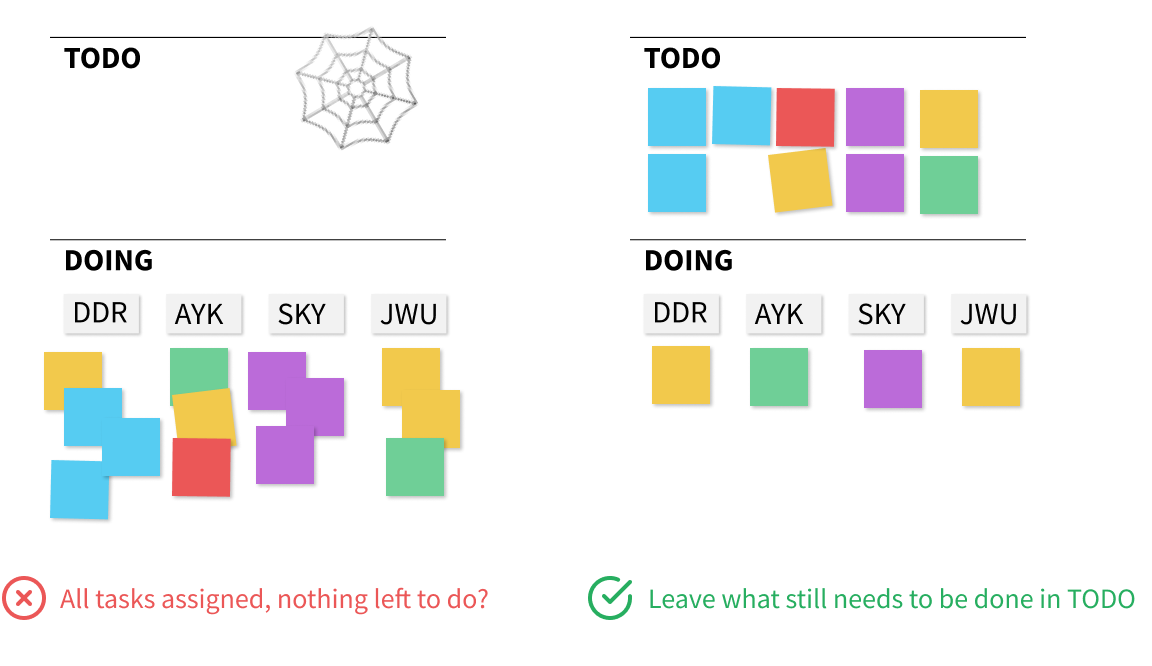 TODO
DOING
DDR AYK SKY JWU
All tasks assigned, nothing left to do?
TODO
DOING
DDR AYK SKY JWU
Leave what still needs to be done in TODO